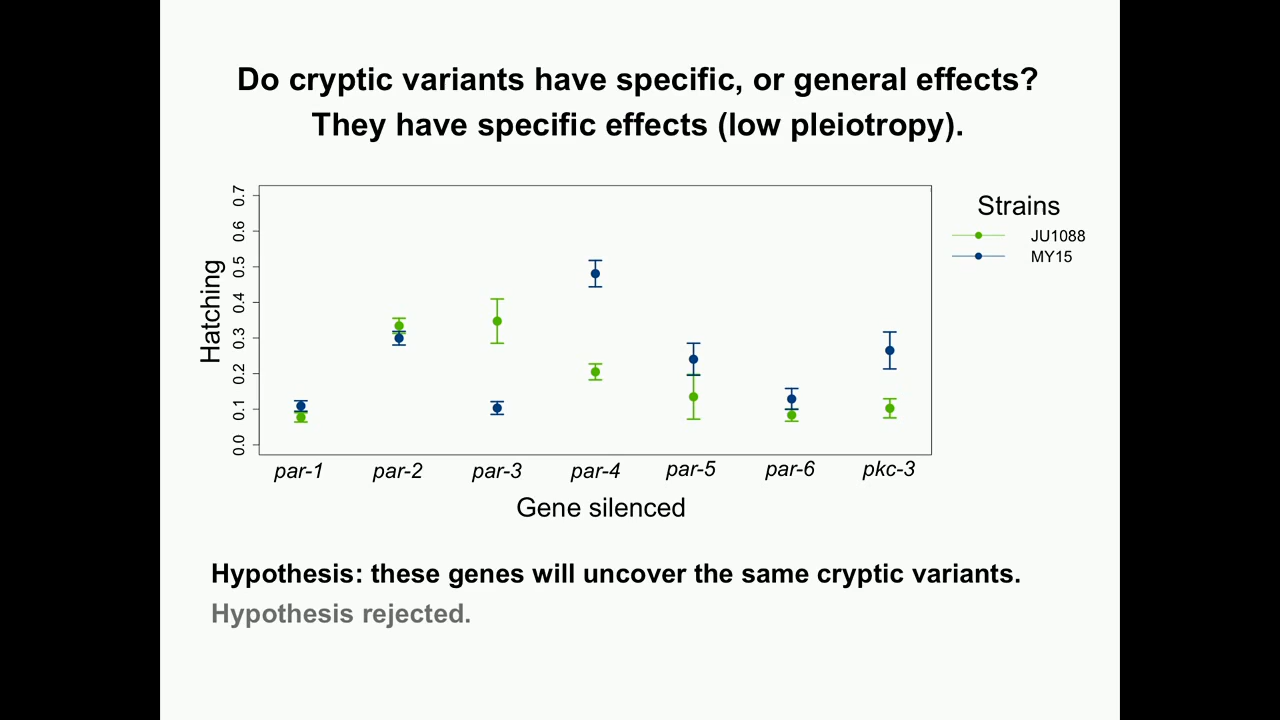 Do cryptic variants have specific, or general effects?
They have specific effects (low pleiotropy).
Strains
JU1088
MY15
Hatching
0.7
0.6
0.5
0.4
0.3
0.2
0.1
0.0
par-1 par-2 par-3 par-4 par-5 par-6 pkc-3
Gene silenced
Hypothesis: these genes will uncover the same cryptic variants.
Hypothesis rejected.